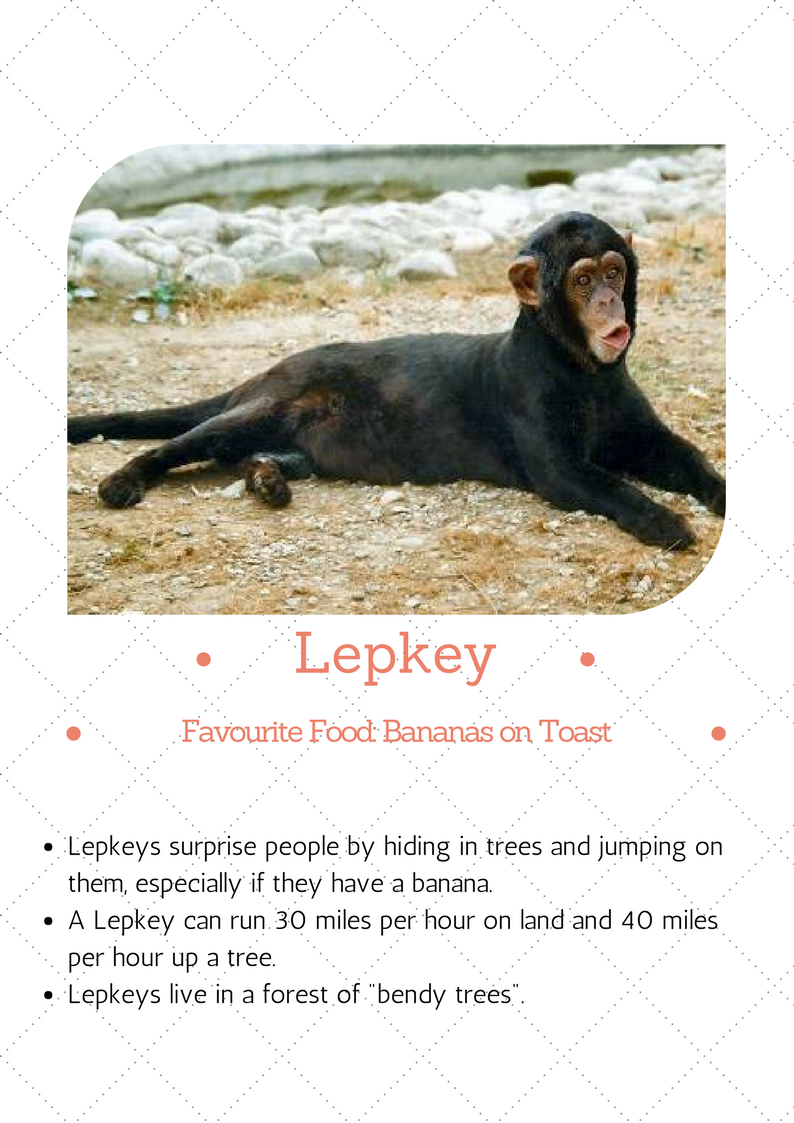 Lepkey
Favourite Food: Bananas on Toast
Lepkeys surprise people by hiding in trees and jumping on
them, especially if they have a banana.
A Lepkey can run 30 miles per hour on land and 40 miles
per hour up a tree.
Lepkeys live in a forest of "bendy trees".